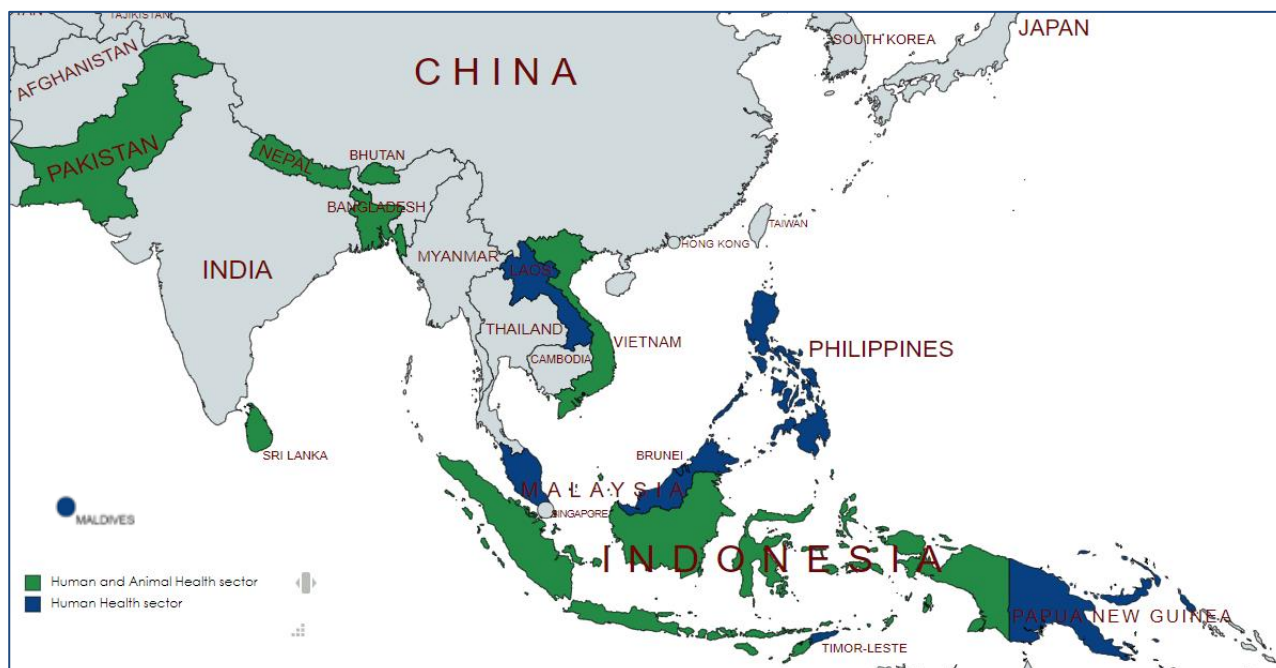 TAJIKISTAN
JAPAN
SOUTH KOREA
AFGHANISTAN
CHINA
PAKISTAN
NEPAL
BHUTAN
BANGLADESH
TAIWAN
HONG KONG
MYANMAR
INDIA
LAOS
THAILAND
VIETNAM
CAMBODIA
PHILIPPINES
SRI LANKA
BRUNEI
MALAYSIA
SINGAPORE
MALDIVES
INDONESIA
Human and Animal Health sector
Human Health sector
PAPUA NEW GUINEA
TIMOR-LESTE